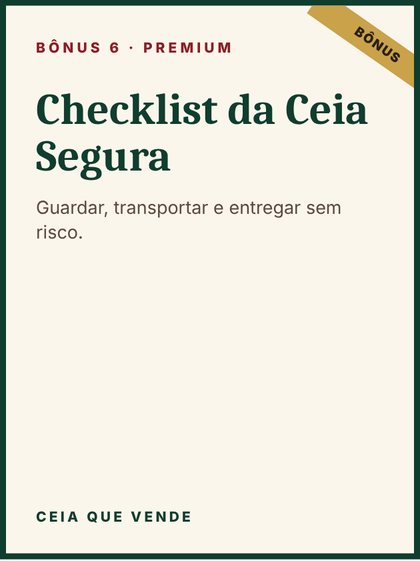 BÔNUS 6 · PREMIUM
BÔNUS
Checklist da Ceia
Segura
Guardar, transportar e entregar sem
risco.
CEIA QUE VENDE